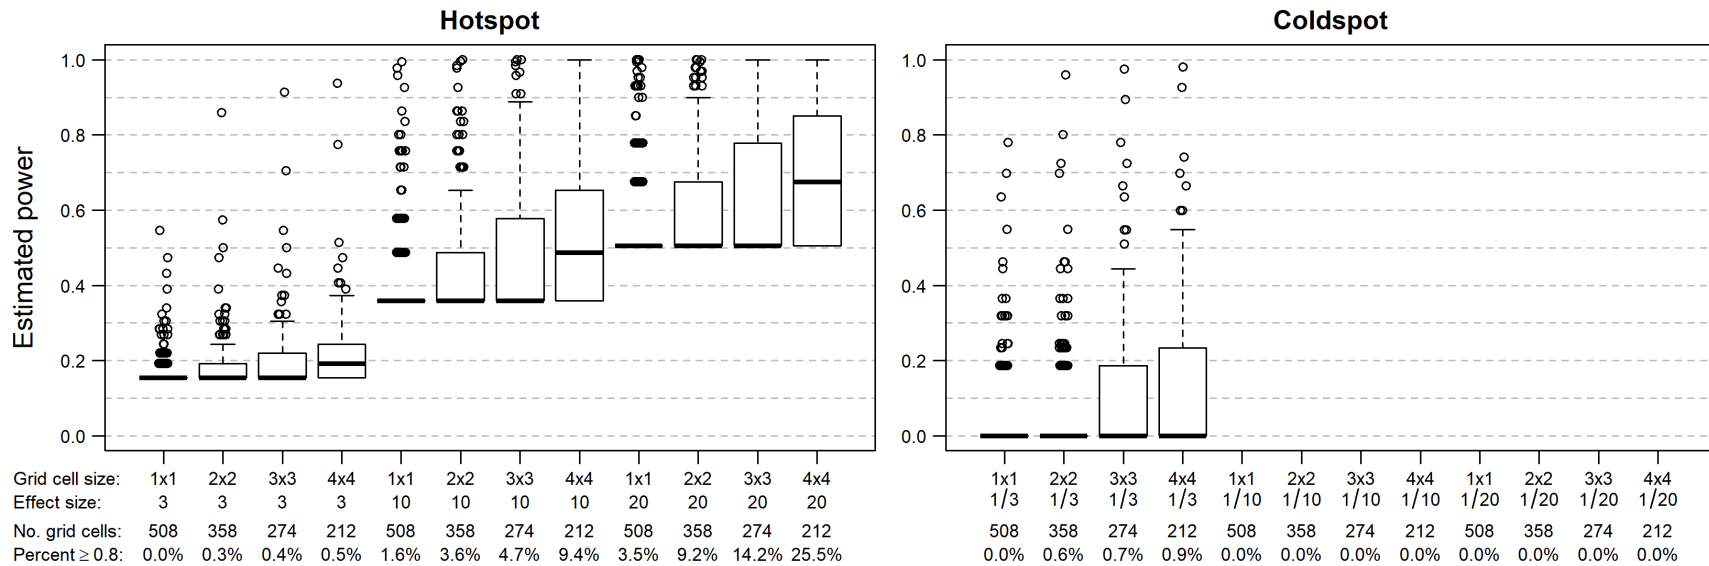 Hotspot
Coldspot
Estimated power
1.0
0.8
0.6
0.4
0.2
0.0
1.0
0.8
0.6
0.4
0.2
0.0
Grid cell size: 1x1 2x2 3x3 4x4 1x1 2x2 3x3 4x4 1x1 2x2 3x3 4x4 1x1 2x2 3x3 4x4 1x1 2x2 3x3 4x4 1x1 2x2 3x3 4x4
Effect size: 3 3 3 3 10 10 10 10 20 20 20 20 1/3 1/3 1/3 1/3 1/10 1/10 1/10 1/10 1/20 1/20 1/20 1/20
No. grid cells: 508 358 274 212 508 358 274 212 508 358 274 212 508 358 274 212 508 358 274 212 508 358 274 212
Percent ≥ 0.8: 0.0% 0.3% 0.4% 0.5% 1.6% 3.6% 4.7% 9.4% 3.5% 9.2% 14.2% 25.5% 0.0% 0.6% 0.7% 0.9% 0.0% 0.0% 0.0% 0.0% 0.0% 0.0% 0.0% 0.0%